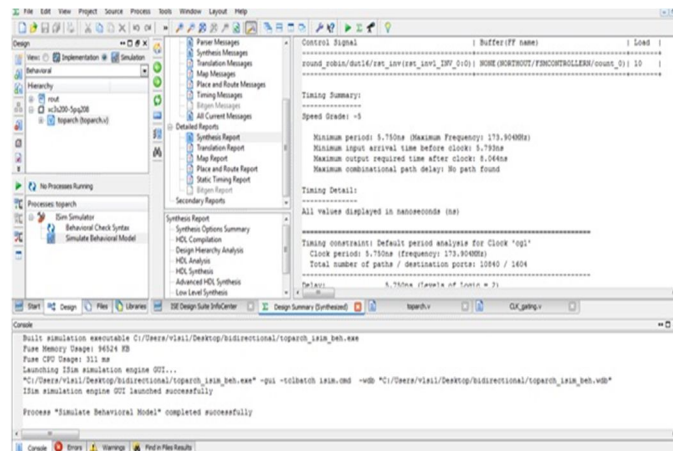 File Edit View Project Source Process Tools Window Layout Help
Design
View: Implementation Simulation
Behavioral
Hierarchy
rout
xc3s200-5pq208
toparch (toparch.v)
No Processes Running
Processes: toparch
ISim Simulator
Behavioral Check Syntax
Simulate Behavioral Model
Start Design Files Libraries
Parser Messages
Synthesis Messages
Translation Messages
Map Messages
Place and Route Messages
Timing Messages
Bitgen Messages
All Current Messages
Detailed Reports
Synthesis Report
Translation Report
Map Report
Place and Route Report
Static Timing Report
Bitgen Report
Secondary Reports
Synthesis Report
Synthesis Options Summary
HDL Compilation
Design Hierarchy Analysis
HDL Analysis
HDL Synthesis
Advanced HDL Synthesis
Low Level Synthesis
Control Signal | Buffer(FF name) | Load |
round_robin/dut16/rst_inv(rst_inv1_INV_0:O)| NONE(NORTHOUT/FSMCONTROLLERN/count_0)| 10 |
Timing Summary:
Speed Grade: -5
Minimum period: 5.750ns (Maximum Frequency: 173.904MHz)
Minimum input arrival time before clock: 5.793ns
Maximum output required time after clock: 8.064ns
Maximum combinational path delay: No path found
Timing Detail:
All values displayed in nanoseconds (ns)
Timing constraint: Default period analysis for Clock 'cg1'
Clock period: 5.750ns (frequency: 173.904MHz)
Total number of paths / destination ports: 10840 / 1604
Delay: 5.750ns (Levels of Logic = 2)
ISE Design Suite InfoCenter Design Summary (Synthesized) toparch.v CLK_gating.v
Console
Built simulation executable C:/Users/vlsil/Desktop/bidirectional/toparch_isim_beh.exe
Fuse Memory Usage: 96524 KB
Fuse CPU Usage: 311 ms
Launching ISim simulation engine GUI...
"C:/Users/vlsil/Desktop/bidirectional/toparch_isim_beh.exe" -gui -tclbatch isim.cmd -wdb "C:/Users/vlsil/Desktop/bidirectional/toparch_isim_beh.wdb"
ISim simulation engine GUI launched successfully
Process "Simulate Behavioral Model" completed successfully
Console Errors Warnings Find in Files Results